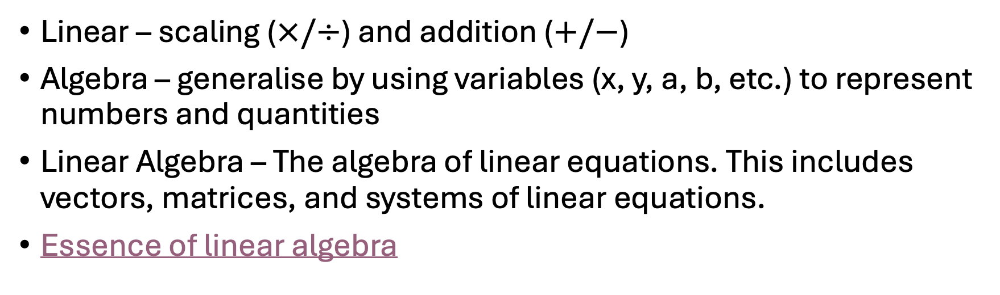 • Linear – scaling (×/÷) and addition (+/−)
• Algebra – generalise by using variables (x, y, a, b, etc.) to represent
numbers and quantities
• Linear Algebra – The algebra of linear equations. This includes
vectors, matrices, and systems of linear equations.
• Essence of linear algebra